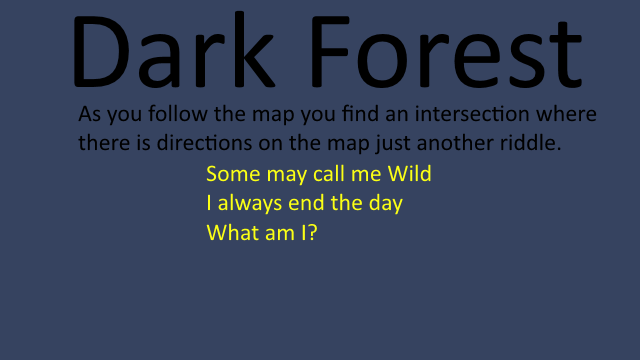 Dark Forest
As you follow the map you find an intersection where
there is directions on the map just another riddle.
Some may call me Wild
I always end the day
What am I?